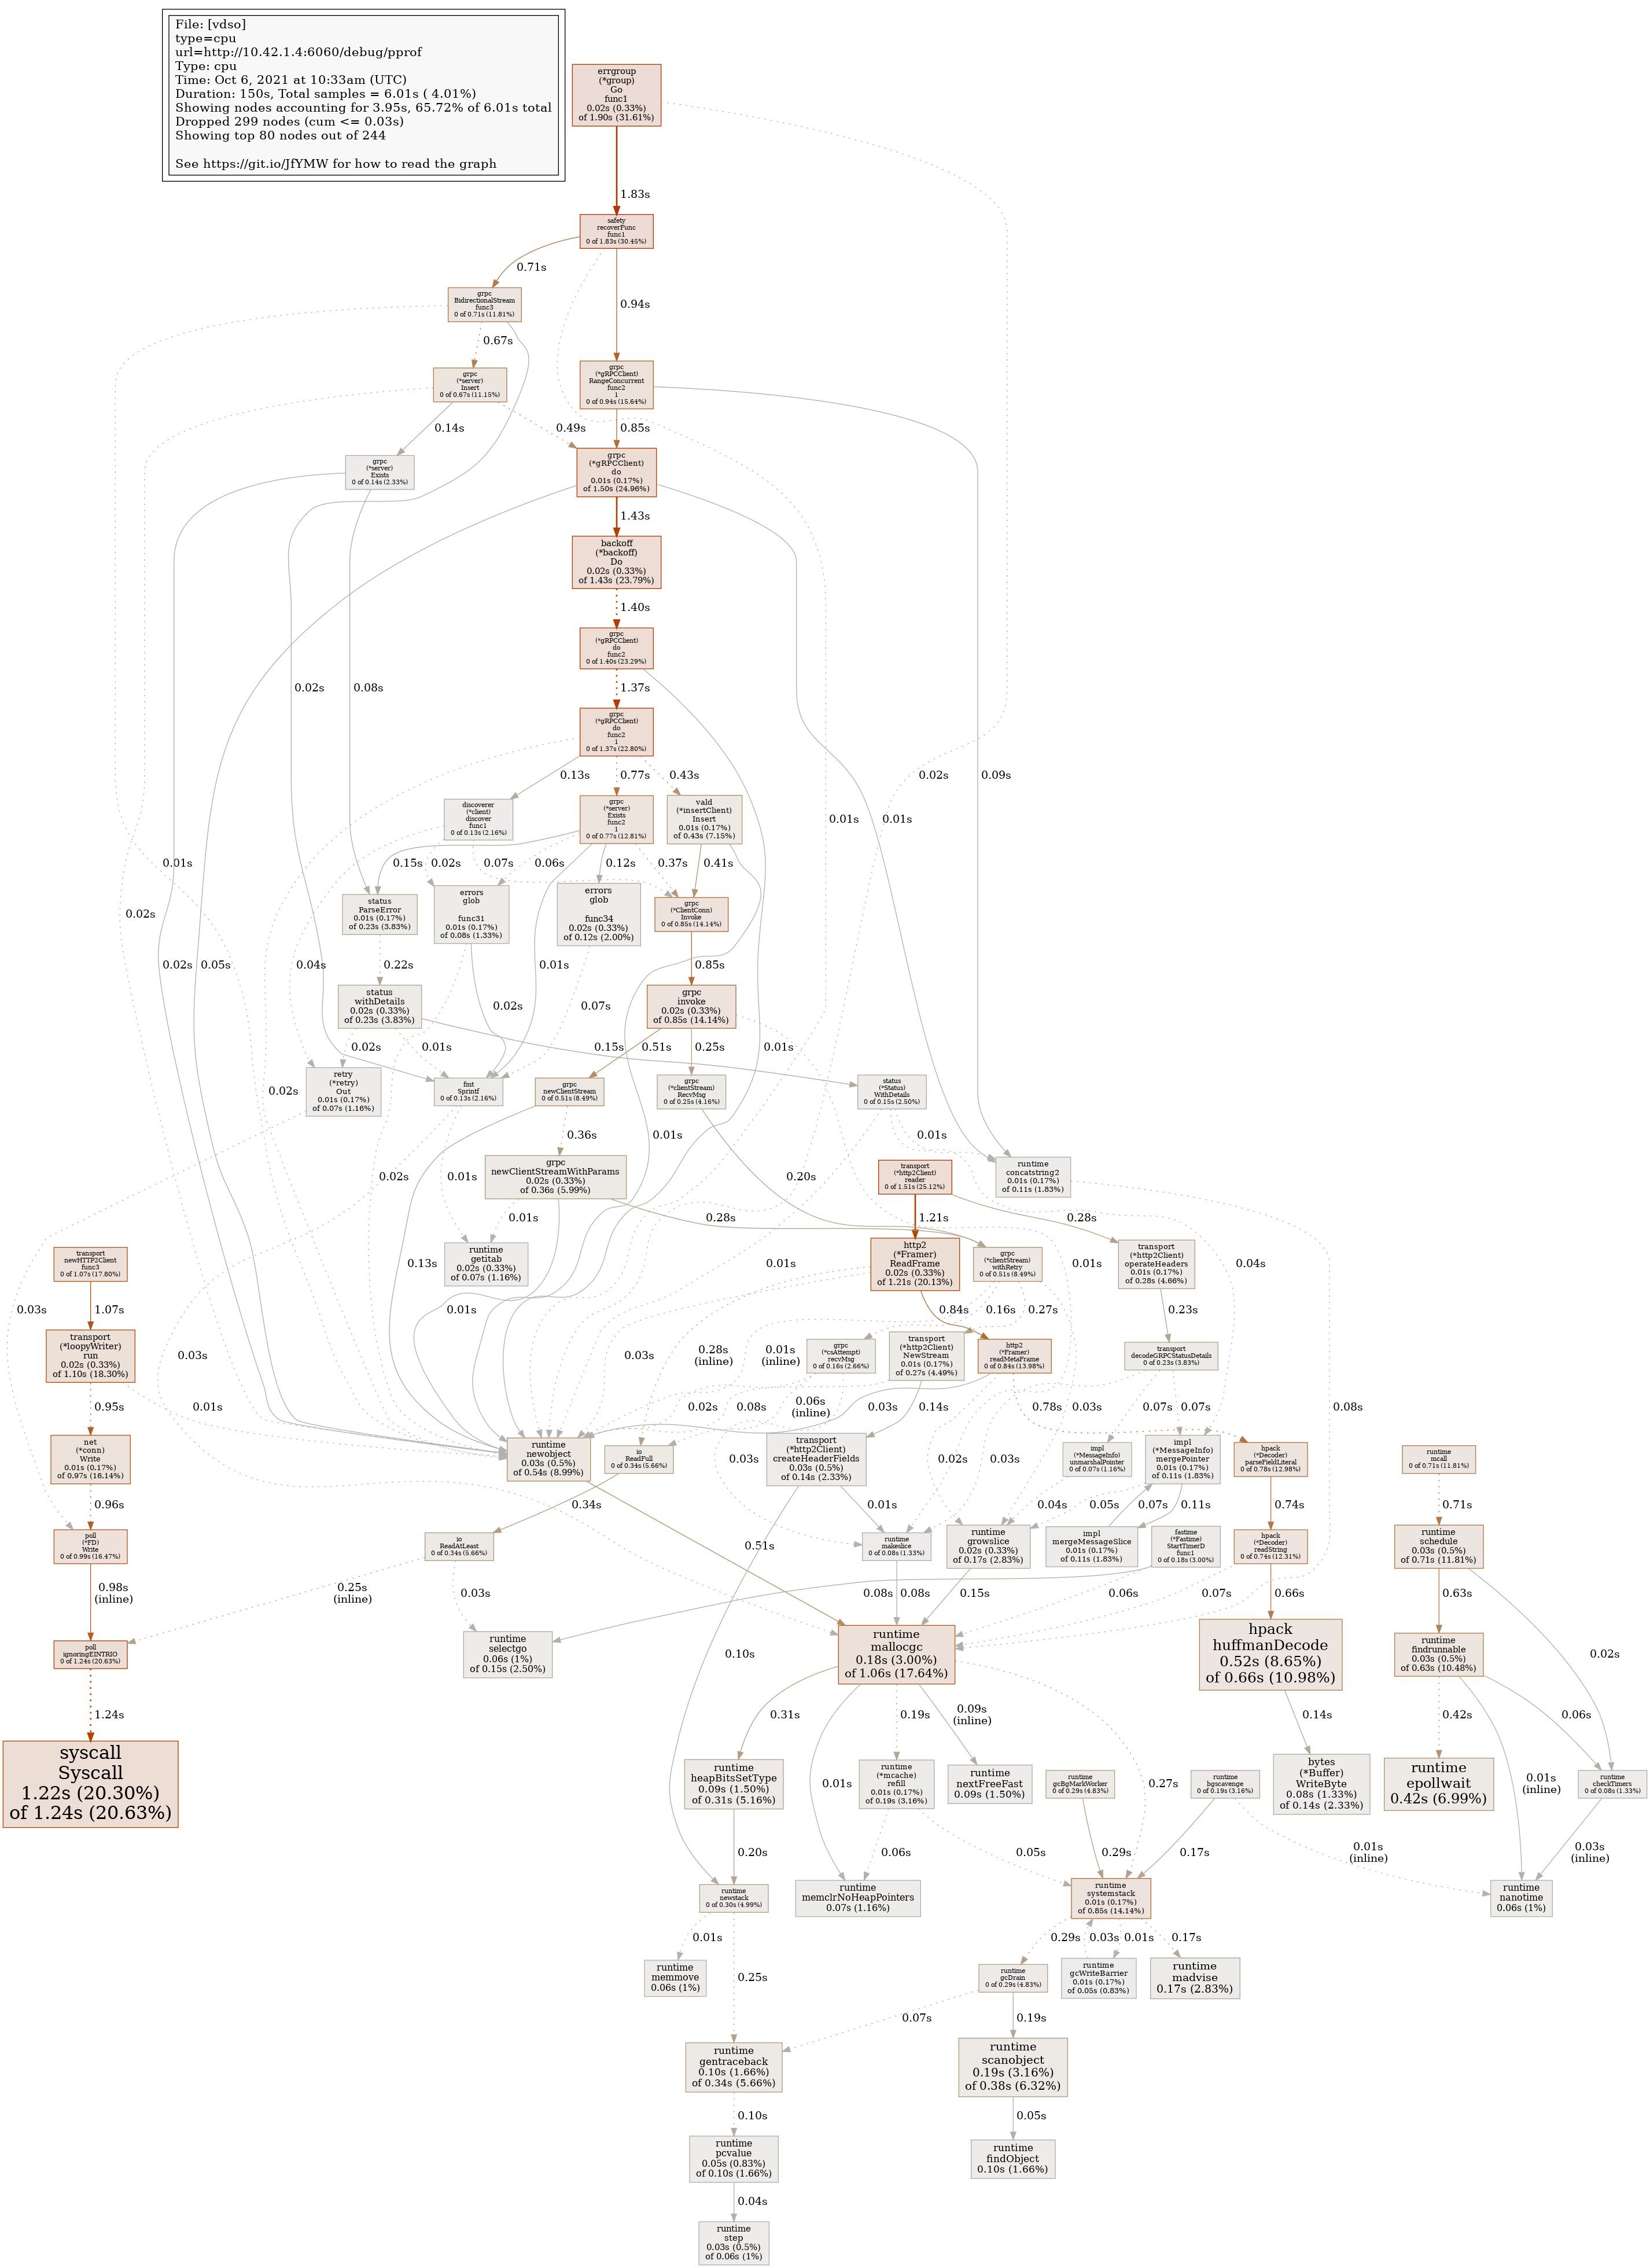 File: [vdso]
type=cpu
url=http://10.42.1.4:6060/debug/pprof
Type: cpu
Time: Oct 6, 2021 at 10:33am (UTC)
Duration: 150s, Total samples = 6.01s ( 4.01%)
Showing nodes accounting for 3.95s, 65.72% of 6.01s total
Dropped 299 nodes (cum <= 0.03s)
Showing top 80 nodes out of 244
See https://git.io/JfYMW for how to read the graph
errgroup
(*group)
Go
func1
0.02s (0.33%)
of 1.90s (31.61%)
1.83s
safety
recoverFunc
func1
0 of 1.83s (30.45%)
0.71s
grpc
BidirectionalStream
func3
0 of 0.71s (11.81%)
0.94s
0.67s
grpc
(*server)
Insert
0 of 0.67s (11.15%)
grpc
(*gRPCClient)
RangeConcurrent
func2
1
0 of 0.94s (15.64%)
0.14s
0.49s
0.85s
grpc
(*server)
Exists
0 of 0.14s (2.33%)
grpc
(*gRPCClient)
do
0.01s (0.17%)
of 1.50s (24.96%)
1.43s
backoff
(*backoff)
Do
0.02s (0.33%)
of 1.43s (23.79%)
1.40s
grpc
(*gRPCClient)
do
func2
0 of 1.40s (23.29%)
0.02s
0.08s
1.37s
grpc
(*gRPCClient)
do
func2
1
0 of 1.37s (22.80%)
0.13s
0.77s
0.43s
0.02s
0.09s
discoverer
(*client)
discover
func1
0 of 0.13s (2.16%)
grpc
(*server)
Exists
func2
1
0 of 0.77s (12.81%)
vald
(*insertClient)
Insert
0.01s (0.17%)
of 0.43s (7.15%)
0.01s
0.01s
0.01s
0.15s
0.02s
0.07s
0.06s
0.12s
0.37s
0.41s
status
ParseError
0.01s (0.17%)
of 0.23s (3.83%)
errors
glob
func31
0.01s (0.17%)
of 0.08s (1.33%)
errors
glob
func34
0.02s (0.33%)
of 0.12s (2.00%)
grpc
(*ClientConn)
Invoke
0 of 0.85s (14.14%)
0.02s
0.02s
0.05s
0.04s
0.22s
0.01s
0.85s
status
withDetails
0.02s (0.33%)
of 0.23s (3.83%)
0.02s
0.07s
grpc
invoke
0.02s (0.33%)
of 0.85s (14.14%)
0.02s
0.02s
0.01s
0.15s
0.51s
0.25s
0.01s
retry
(*retry)
Out
0.01s (0.17%)
of 0.07s (1.16%)
fmt
Sprintf
0 of 0.13s (2.16%)
grpc
newClientStream
0 of 0.51s (8.49%)
grpc
(*clientStream)
RecvMsg
0 of 0.25s (4.16%)
status
(*Status)
WithDetails
0 of 0.15s (2.50%)
0.36s
0.01s
0.01s
grpc
newClientStreamWithParams
0.02s (0.33%)
of 0.36s (5.99%)
0.02s
0.01s
0.20s
transport
(*http2Client)
reader
0 of 1.51s (25.12%)
runtime
concatstring2
0.01s (0.17%)
of 0.11s (1.83%)
0.01s
0.28s
1.21s
0.28s
transport
newHTTP2Client
func3
0 of 1.07s (17.80%)
0.13s
runtime
getitab
0.02s (0.33%)
of 0.07s (1.16%)
0.01s
http2
(*Framer)
ReadFrame
0.02s (0.33%)
of 1.21s (20.13%)
grpc
(*clientStream)
withRetry
0 of 0.51s (8.49%)
0.01s
transport
(*http2Client)
operateHeaders
0.01s (0.17%)
of 0.28s (4.66%)
0.04s
0.03s
1.07s
0.01s
0.84s
0.16s
0.27s
0.23s
0.08s
transport
(*loopyWriter)
run
0.02s (0.33%)
of 1.10s (18.30%)
0.03s
0.03s
0.28s
(inline)
0.01s
(inline)
grpc
(*csAttempt)
recvMsg
0 of 0.16s (2.66%)
transport
(*http2Client)
NewStream
0.01s (0.17%)
of 0.27s (4.49%)
http2
(*Framer)
readMetaFrame
0 of 0.84s (13.98%)
transport
decodeGRPCStatusDetails
0 of 0.23s (3.83%)
0.95s
0.01s
0.02s
0.08s
0.06s
(inline)
0.03s
0.14s
0.78s
0.03s
0.07s
0.07s
net
(*conn)
Write
0.01s (0.17%)
of 0.97s (16.14%)
runtime
newobject
0.03s (0.5%)
of 0.54s (8.99%)
io
ReadFull
0 of 0.34s (5.66%)
0.03s
transport
(*http2Client)
createHeaderFields
0.03s (0.5%)
of 0.14s (2.33%)
0.02s
0.03s
impl
(*MessageInfo)
unmarshalPointer
0 of 0.07s (1.16%)
impl
(*MessageInfo)
mergePointer
0.01s (0.17%)
of 0.11s (1.83%)
hpack
(*Decoder)
parseFieldLiteral
0 of 0.78s (12.98%)
runtime
mcall
0 of 0.71s (11.81%)
0.96s
0.34s
0.01s
0.04s
0.05s
0.07s
0.11s
0.74s
0.71s
poll
(*FD)
Write
0 of 0.99s (16.47%)
io
ReadAtLeast
0 of 0.34s (5.66%)
0.51s
runtime
makeslice
0 of 0.08s (1.33%)
runtime
growslice
0.02s (0.33%)
of 0.17s (2.83%)
impl
mergeMessageSlice
0.01s (0.17%)
of 0.11s (1.83%)
fastime
(*Fastime)
StartTimerD
func1
0 of 0.18s (3.00%)
hpack
(*Decoder)
readString
0 of 0.74s (12.31%)
runtime
schedule
0.03s (0.5%)
of 0.71s (11.81%)
0.98s
(inline)
0.25s
(inline)
0.03s
0.08s
0.08s
0.15s
0.06s
0.07s
0.66s
0.63s
poll
ignoringEINTRIO
0 of 1.24s (20.63%)
runtime
selectgo
0.06s (1%)
of 0.15s (2.50%)
0.10s
runtime
mallocgc
0.18s (3.00%)
of 1.06s (17.64%)
hpack
huffmanDecode
0.52s (8.65%)
of 0.66s (10.98%)
runtime
findrunnable
0.03s (0.5%)
of 0.63s (10.48%)
0.02s
1.24s
0.31s
0.01s
0.19s
0.09s
(inline)
0.27s
0.14s
0.42s
0.06s
0.01s
(inline)
syscall
Syscall
1.22s (20.30%)
of 1.24s (20.63%)
runtime
heapBitsSetType
0.09s (1.50%)
of 0.31s (5.16%)
runtime
(*mcache)
refill
0.01s (0.17%)
of 0.19s (3.16%)
runtime
nextFreeFast
0.09s (1.50%)
runtime
gcBgMarkWorker
0 of 0.29s (4.83%)
runtime
bgscavenge
0 of 0.19s (3.16%)
bytes
(*Buffer)
WriteByte
0.08s (1.33%)
of 0.14s (2.33%)
runtime
epollwait
0.42s (6.99%)
runtime
checkTimers
0 of 0.08s (1.33%)
0.20s
0.06s
0.05s
0.29s
0.17s
0.01s
(inline)
0.03s
(inline)
runtime
newstack
0 of 0.30s (4.99%)
runtime
memclrNoHeapPointers
0.07s (1.16%)
runtime
systemstack
0.01s (0.17%)
of 0.85s (14.14%)
runtime
nanotime
0.06s (1%)
0.01s
0.25s
0.29s
0.03s
0.01s
0.17s
runtime
memmove
0.06s (1%)
runtime
gcDrain
0 of 0.29s (4.83%)
runtime
gcWriteBarrier
0.01s (0.17%)
of 0.05s (0.83%)
runtime
madvise
0.17s (2.83%)
0.07s
0.19s
runtime
gentraceback
0.10s (1.66%)
of 0.34s (5.66%)
runtime
scanobject
0.19s (3.16%)
of 0.38s (6.32%)
0.10s
0.05s
runtime
pcvalue
0.05s (0.83%)
of 0.10s (1.66%)
runtime
findObject
0.10s (1.66%)
0.04s
runtime
step
0.03s (0.5%)
of 0.06s (1%)